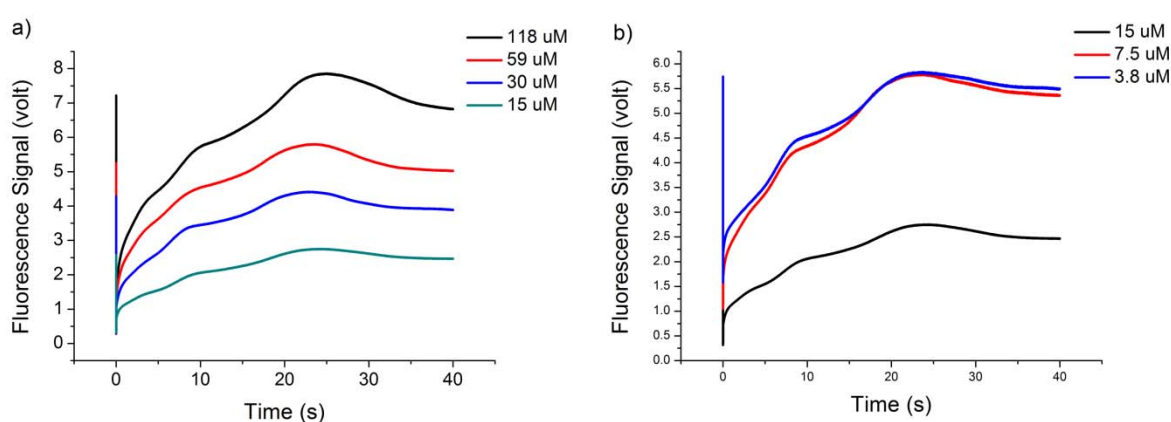 a)
118 uM
59 uM
30 uM
15 uM
Fluorescence Signal (volt)
8
7
6
5
4
3
2
1
0
0 10 20 30 40
Time (s)
b)
15 uM
7.5 uM
3.8 uM
Fluorescence Signal (volt)
6.0
5.5
5.0
4.5
4.0
3.5
3.0
2.5
2.0
1.5
1.0
0.5
0.0
0 10 20 30 40
Time (s)